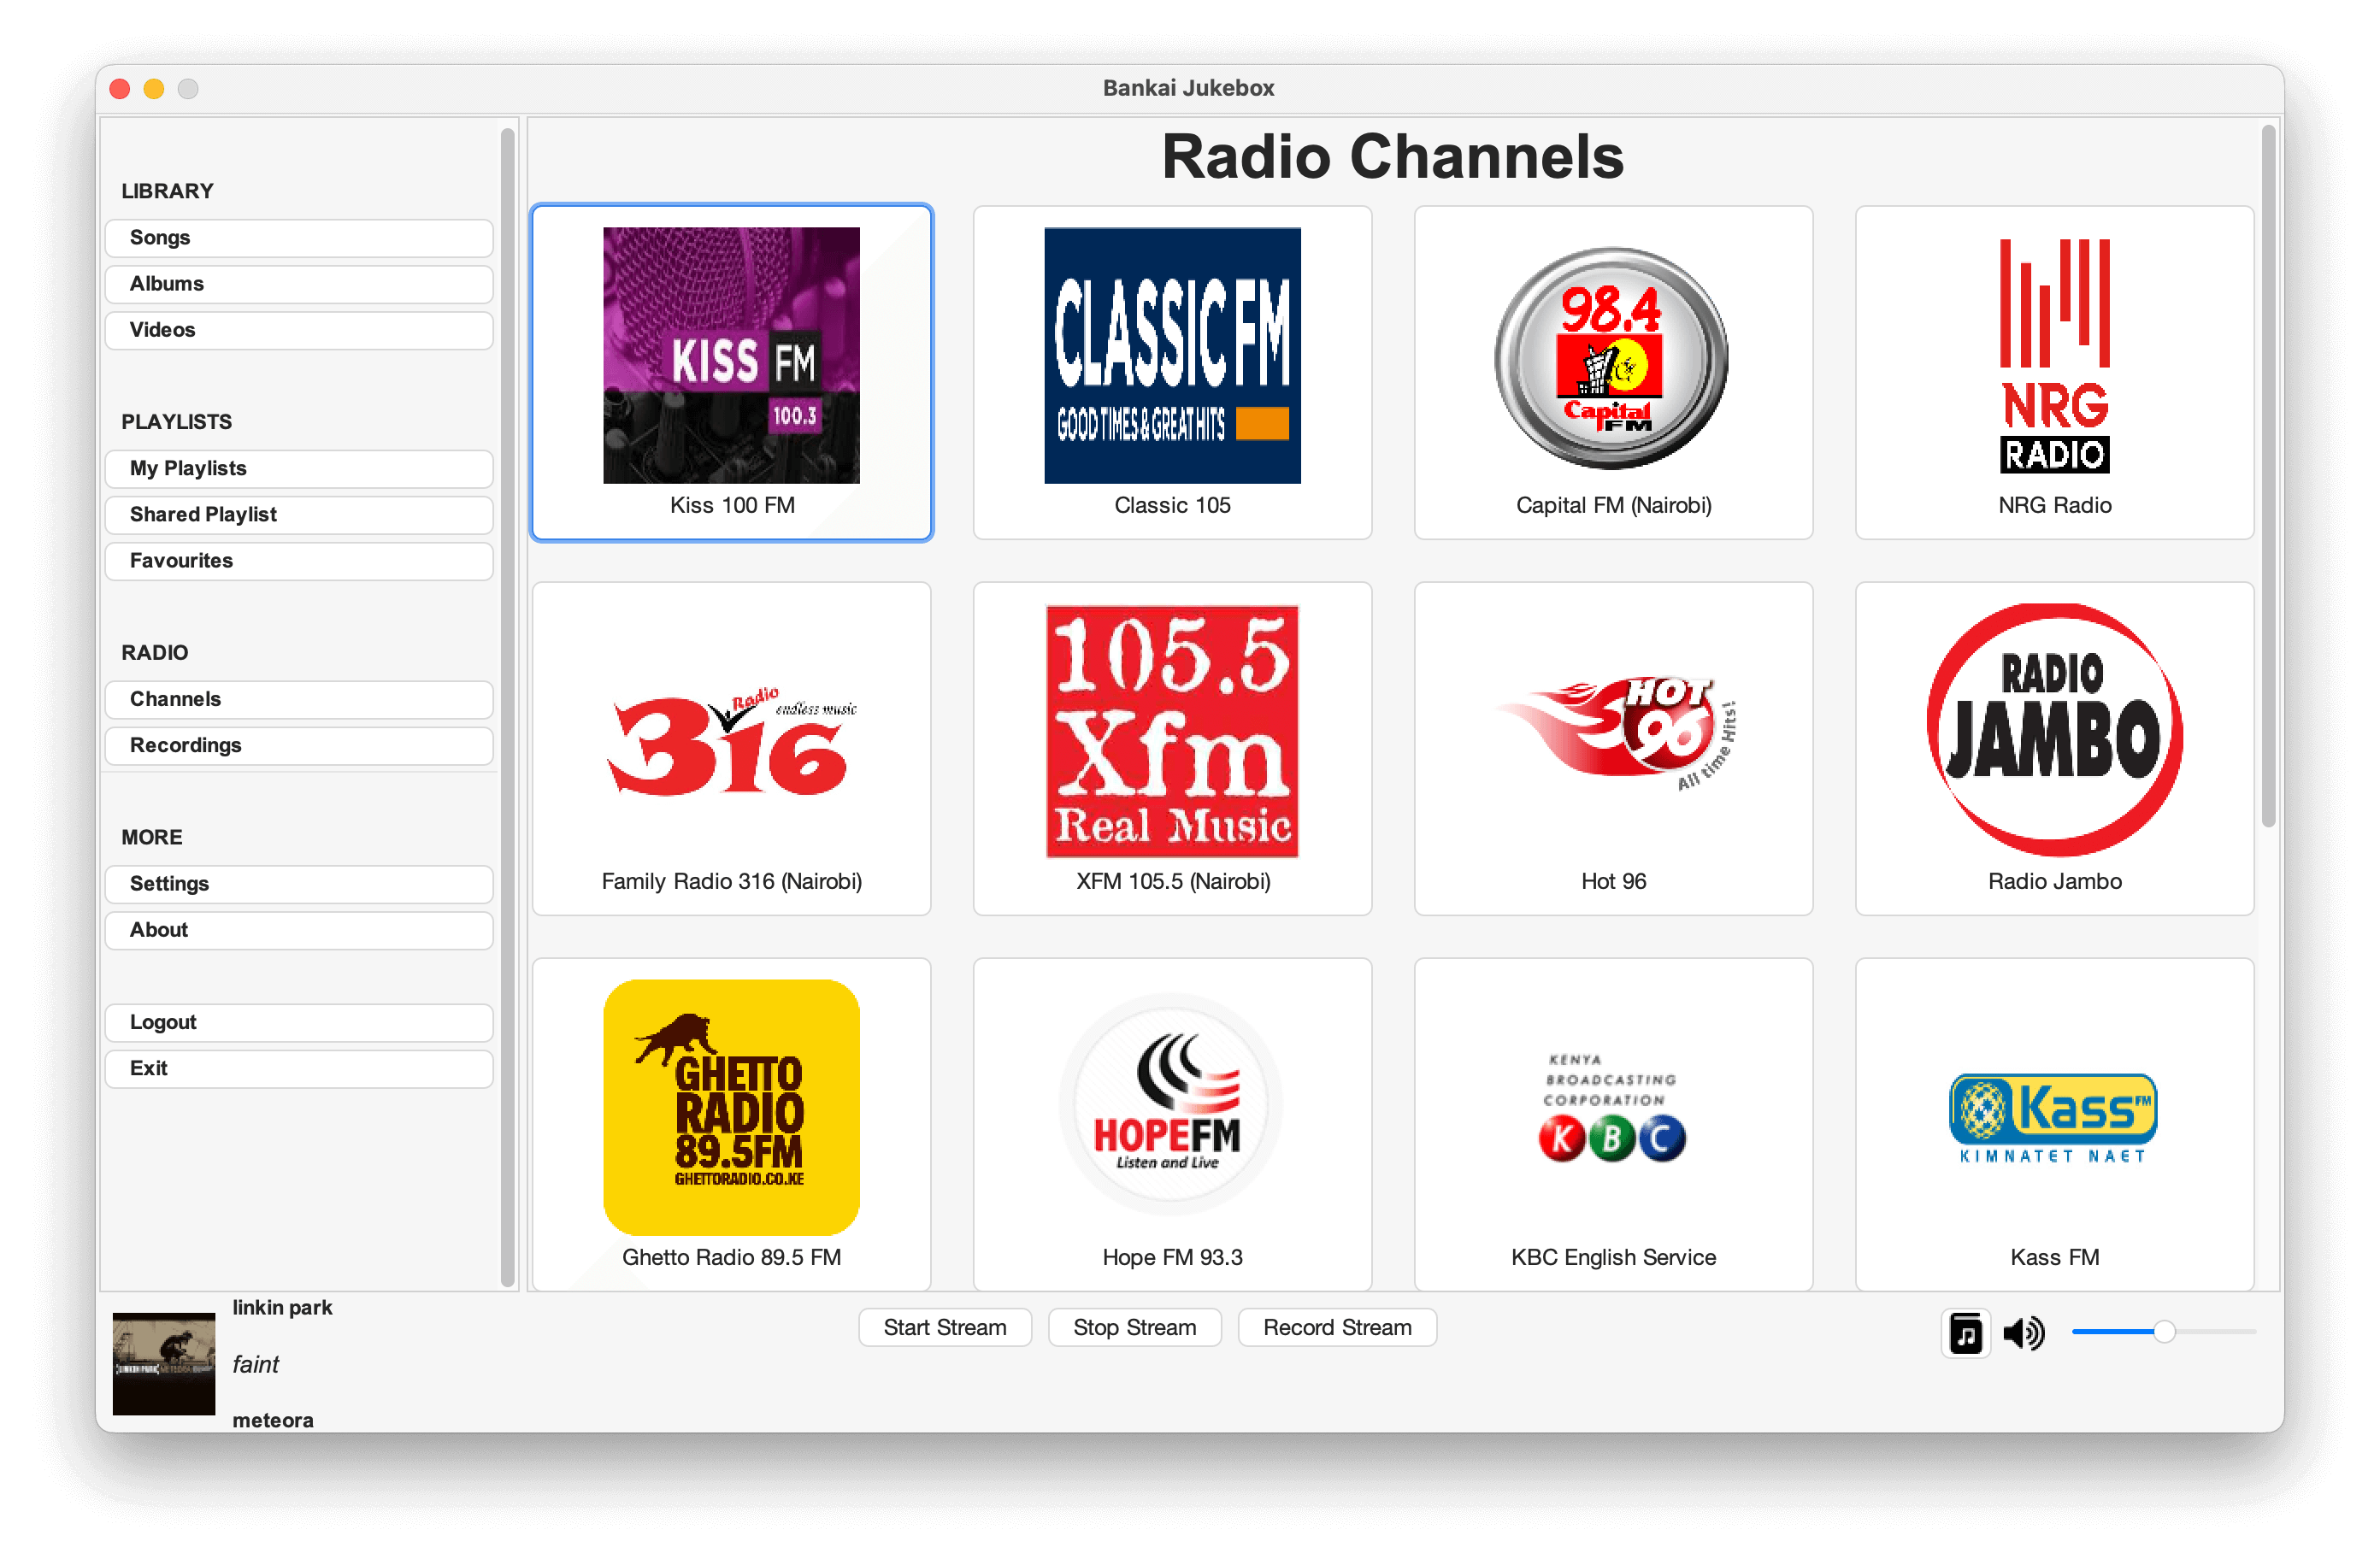 Bankai Jukebox
LIBRARY
Songs
Albums
Videos
PLAYLISTS
My Playlists
Shared Playlist
Favourites
RADIO
Channels
Recordings
MORE
Settings
About
Logout
Exit
Radio Channels
KISS FM
100.3
Kiss 100 FM
CLASSIC FM
GOOD TIMES & GREAT HITS
Classic 105
98.4
Capital
FM
Capital FM (Nairobi)
NRG
RADIO
NRG Radio
Radio
endless music
316
Family Radio 316 (Nairobi)
105.5
Xfm
Real Music
XFM 105.5 (Nairobi)
HOT
96
All time Hits!
Hot 96
RADIO
JAMBO
Radio Jambo
GHETTO
RADIO
89.5FM
GHETTORADIO.CO.KE
Ghetto Radio 89.5 FM
HOPEFM
Listen and Live
Hope FM 93.3
KENYA
BROADCASTING
CORPORATION
KBC
KBC English Service
Kass FM
KIMNATET NAET
Kass FM
LINKIN PARK METEORA
linkin park
faint
meteora
Start Stream
Stop Stream
Record Stream